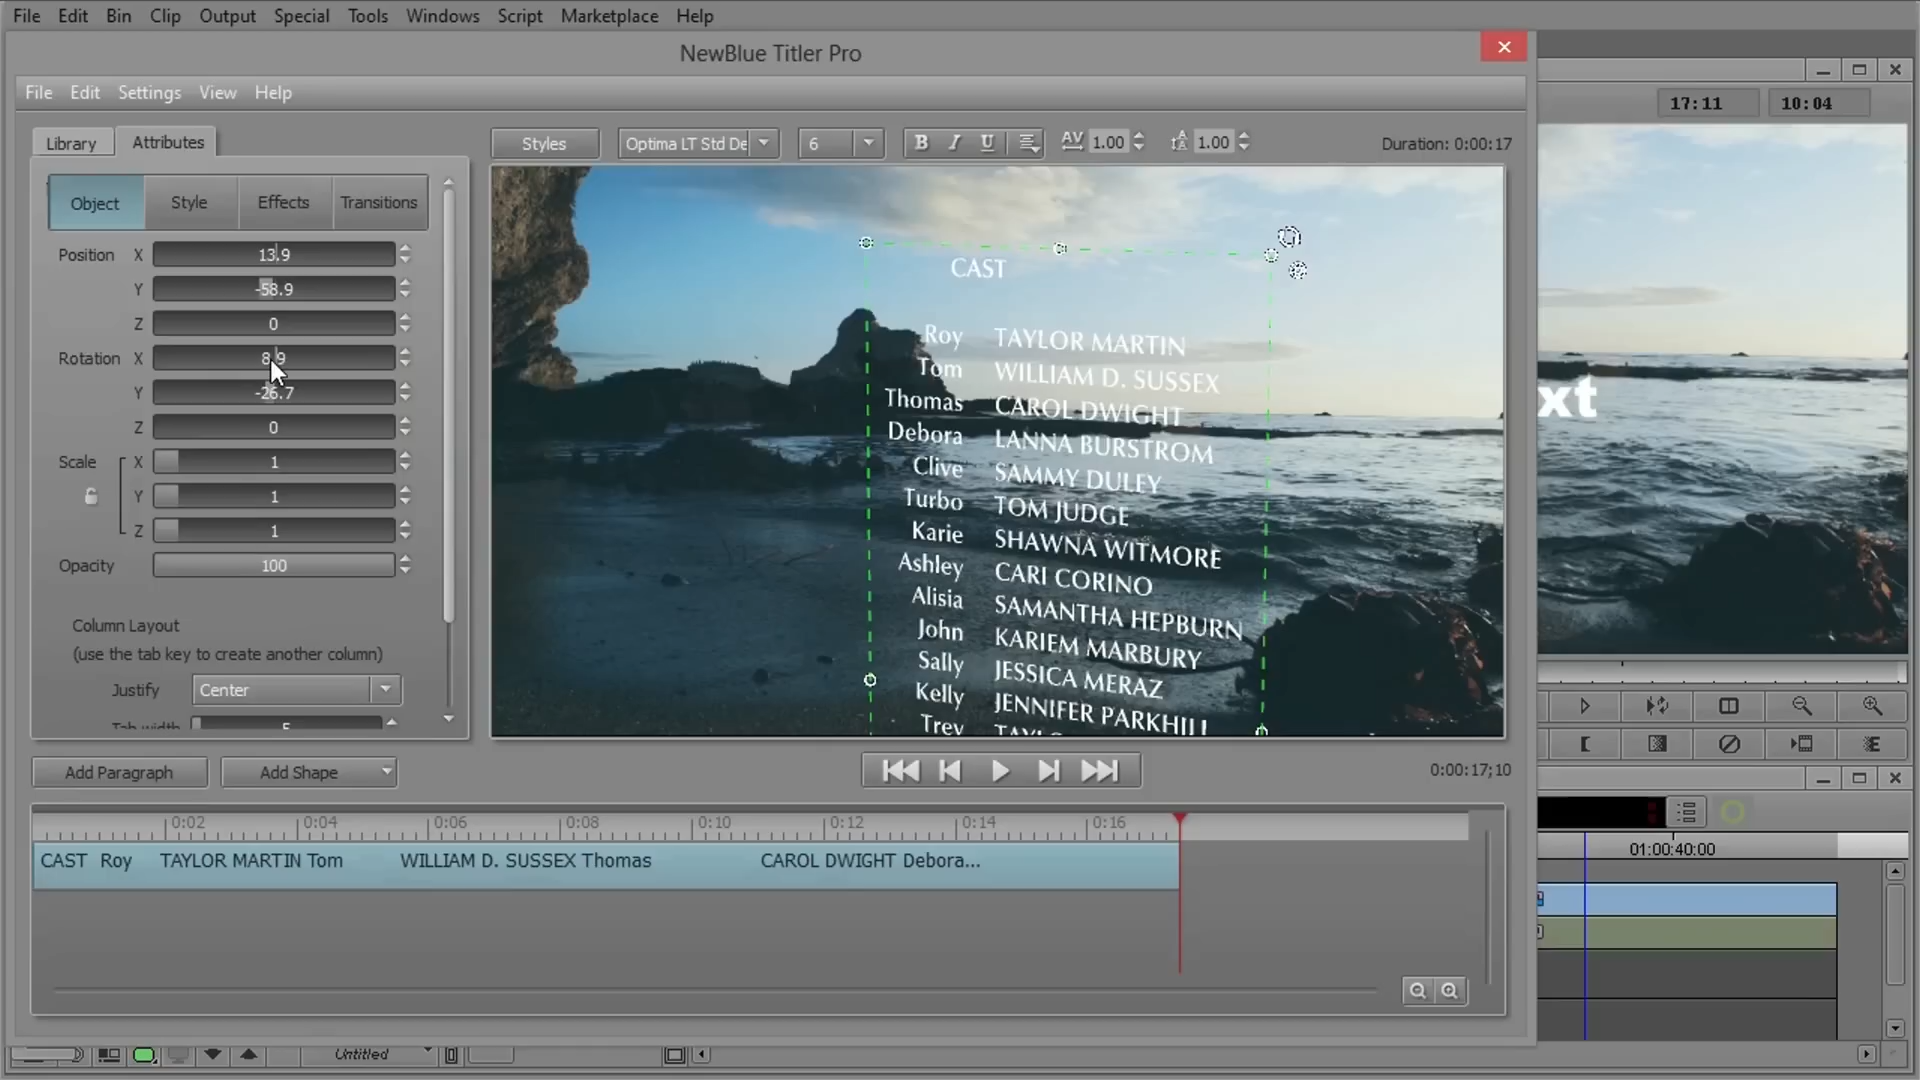 File Edit Bin Clip Output Special Tools Windows Script Marketplace Help
NewBlue Titler Pro
File Edit Settings View Help
17:11 10:04
Library Attributes
Styles Optima LT Std De 6 B I U AV 1.00 tA 1.00 Duration: 0:00:17
Object Style Effects Transitions
Position X 13.9
Y -58.9
Z 0
Rotation X 8.9
Y -26.7
Z 0
Scale X 1
Y 1
Z 1
Opacity 100
Column Layout
(use the tab key to create another column)
Justify Center
Tab width 5
CAST
Roy TAYLOR MARTIN
Tom WILLIAM D. SUSSEX
Thomas CAROL DWIGHT
Debora LANNA BURSTROM
Clive SAMMY DULEY
Turbo TOM JUDGE
Karie SHAWNA WITMORE
Ashley CARI CORINO
Alisia SAMANTHA HEPBURN
John KARIEM MARBURY
Sally JESSICA MERAZ
Kelly JENNIFER PARKHILL
Trey
xt
Add Paragraph Add Shape
0:00:17;10
0:02 0:04 0:06 0:08 0:10 0:12 0:14 0:16
CAST Roy TAYLOR MARTIN Tom WILLIAM D. SUSSEX Thomas CAROL DWIGHT Debora...
01:00:40:00
Untitled